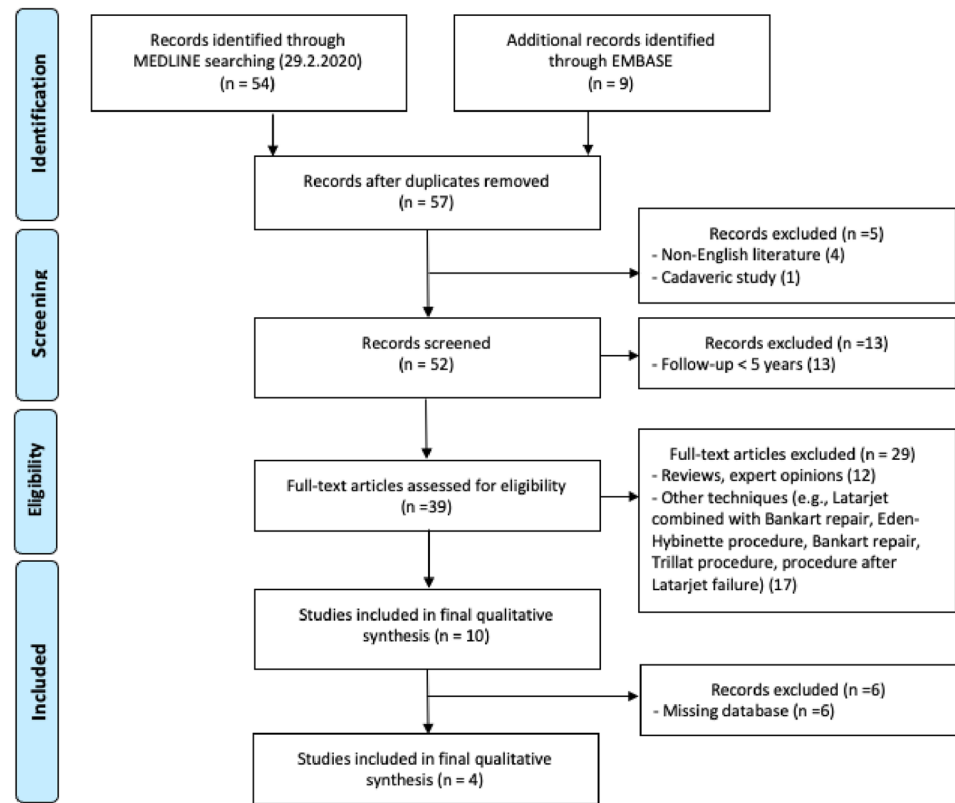 Identification
Records identified through
MEDLINE searching (29.2.2020)
(n = 54)
Additional records identified
through EMBASE
(n = 9)
Records after duplicates removed
(n = 57)
Records excluded (n =5)
- Non-English literature (4)
- Cadaveric study (1)
Screening
Records screened
(n = 52)
Records excluded (n =13)
- Follow-up < 5 years (13)
Eligibility
Full-text articles assessed for eligibility
(n =39)
Full-text articles excluded (n = 29)
- Reviews, expert opinions (12)
- Other techniques (e.g., Latarjet
combined with Bankart repair, Eden-
Hybinette procedure, Bankart repair,
Trillat procedure, procedure after
Latarjet failure) (17)
Included
Studies included in final qualitative
synthesis (n = 10)
Records excluded (n =6)
- Missing database (n =6)
Studies included in final qualitative
synthesis (n = 4)